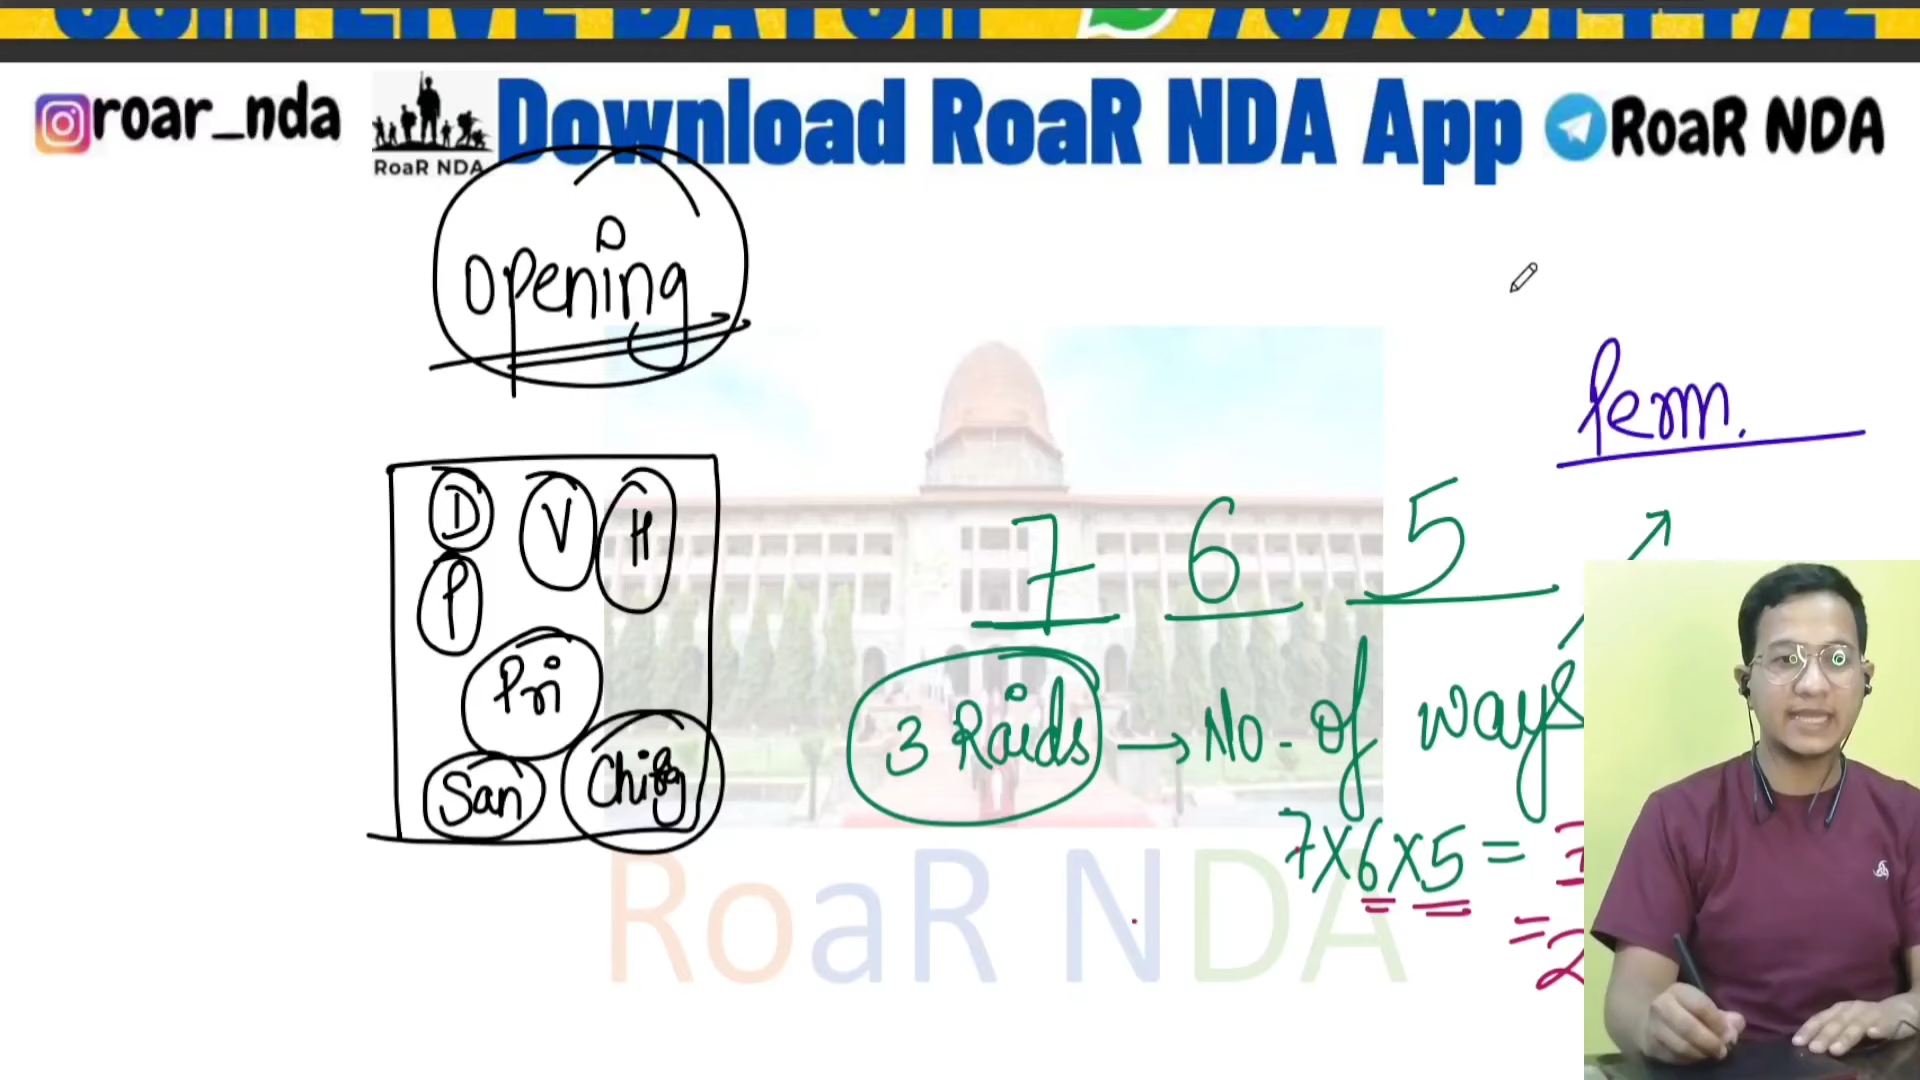 roar_nda RoaR NDA Download RoaR NDA App RoaR NDA
Opening
Perm.
D V H
P
7 6 5
Pri
3 Raids → No. of ways
San
7×6×5 =
= 2
RoaR NDA